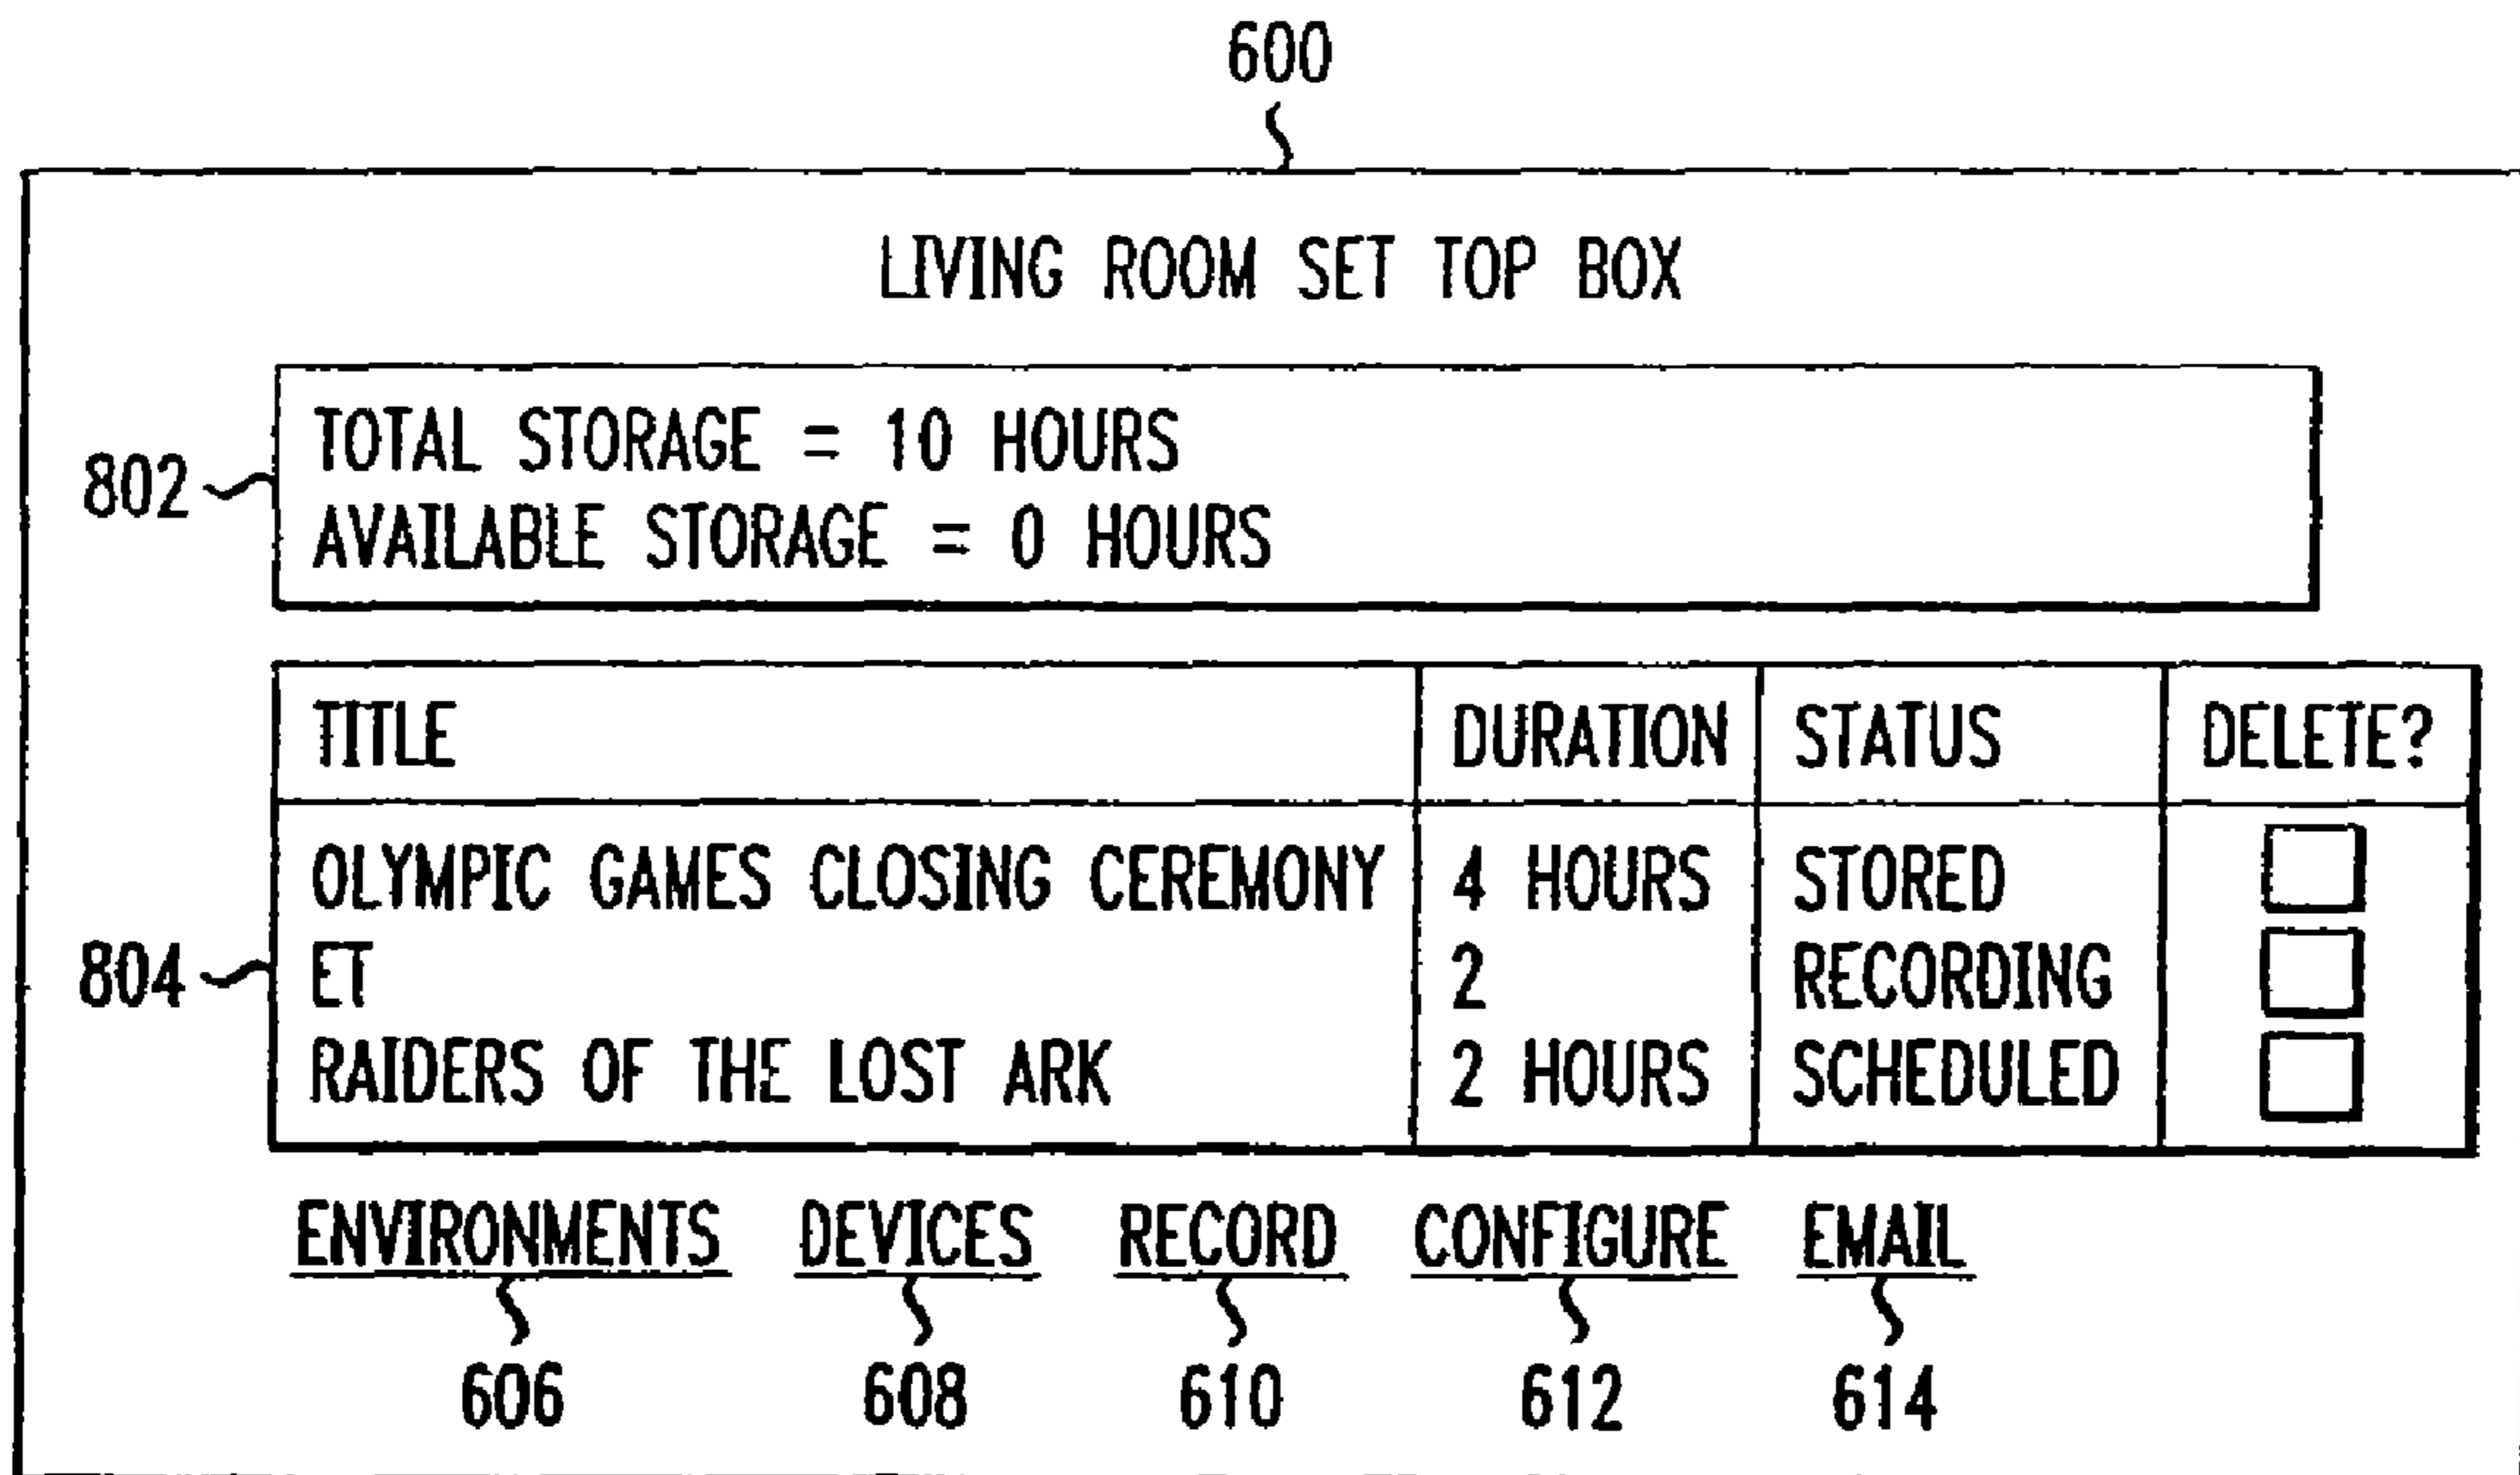 600
LIVING ROOM SET TOP BOX
TOTAL STORAGE = 10 HOURS
802
AVAILABLE STORAGE = 0 HOURS
TITLE DURATION STATUS DELETE?
OLYMPIC GAMES CLOSING CEREMONY 4 HOURS STORED
804 ET 2 RECORDING
RAIDERS OF THE LOST ARK 2 HOURS SCHEDULED
ENVIRONMENTS DEVICES RECORD CONFIGURE EMAIL
606 608 610 612 614